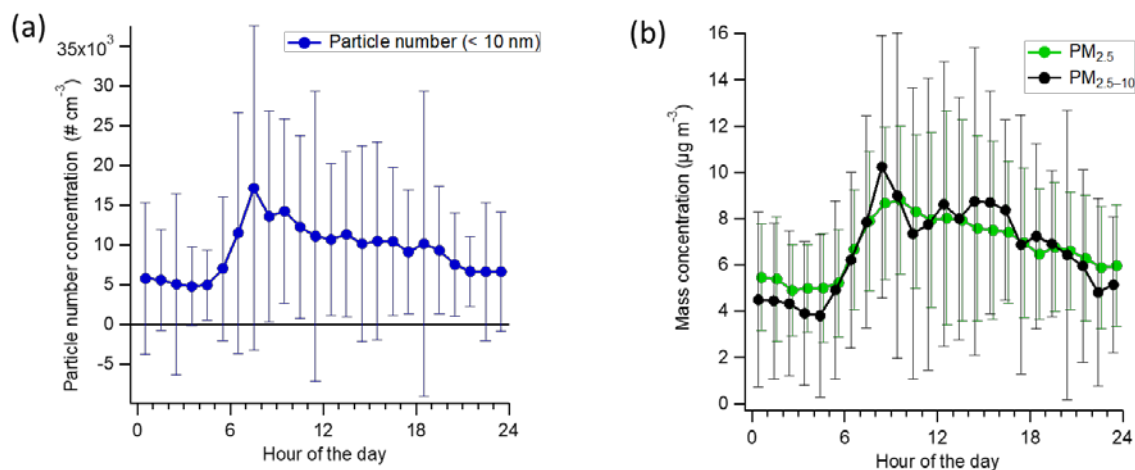 (a)
Particle number (< 10 nm)
35x10³
30
25
20
15
10
5
0
-5
Particle number concentration (# cm⁻³)
0 6 12 18 24
Hour of the day
(b)
PM₂.₅
PM₂.₅₋₁₀
16
14
12
10
8
6
4
2
0
Mass concentration (µg m⁻³)
0 6 12 18 24
Hour of the day